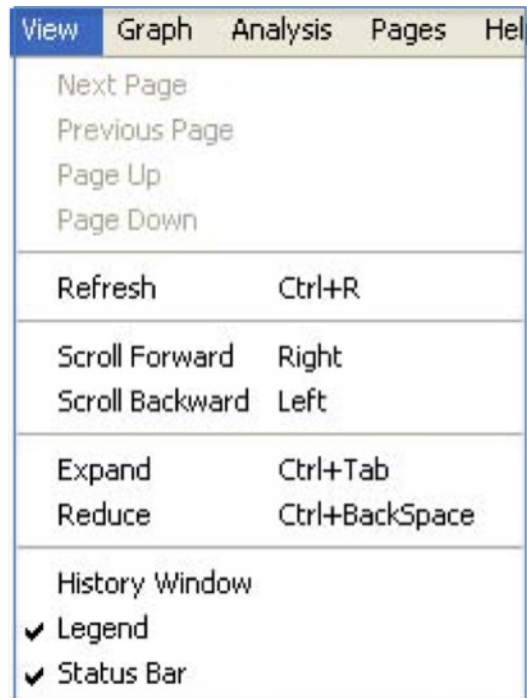 View Graph Analysis Pages Hel
Next Page
Previous Page
Page Up
Page Down
Refresh Ctrl+R
Scroll Forward Right
Scroll Backward Left
Expand Ctrl+Tab
Reduce Ctrl+BackSpace
History Window
Legend
Status Bar